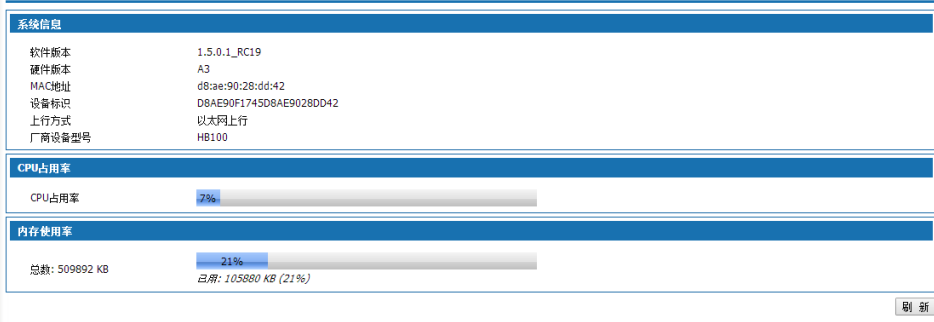 系统信息
软件版本 1.5.0.1_RC19
硬件版本 A3
MAC地址 d8:ae:90:28:dd:42
设备标识 D8AE90F1745D8AE9028DD42
上行方式 以太网上行
厂商设备型号 HB100
CPU占用率
CPU占用率 7%
内存使用率
21%
总数: 509892 KB
已用: 105880 KB (21%)
刷 新